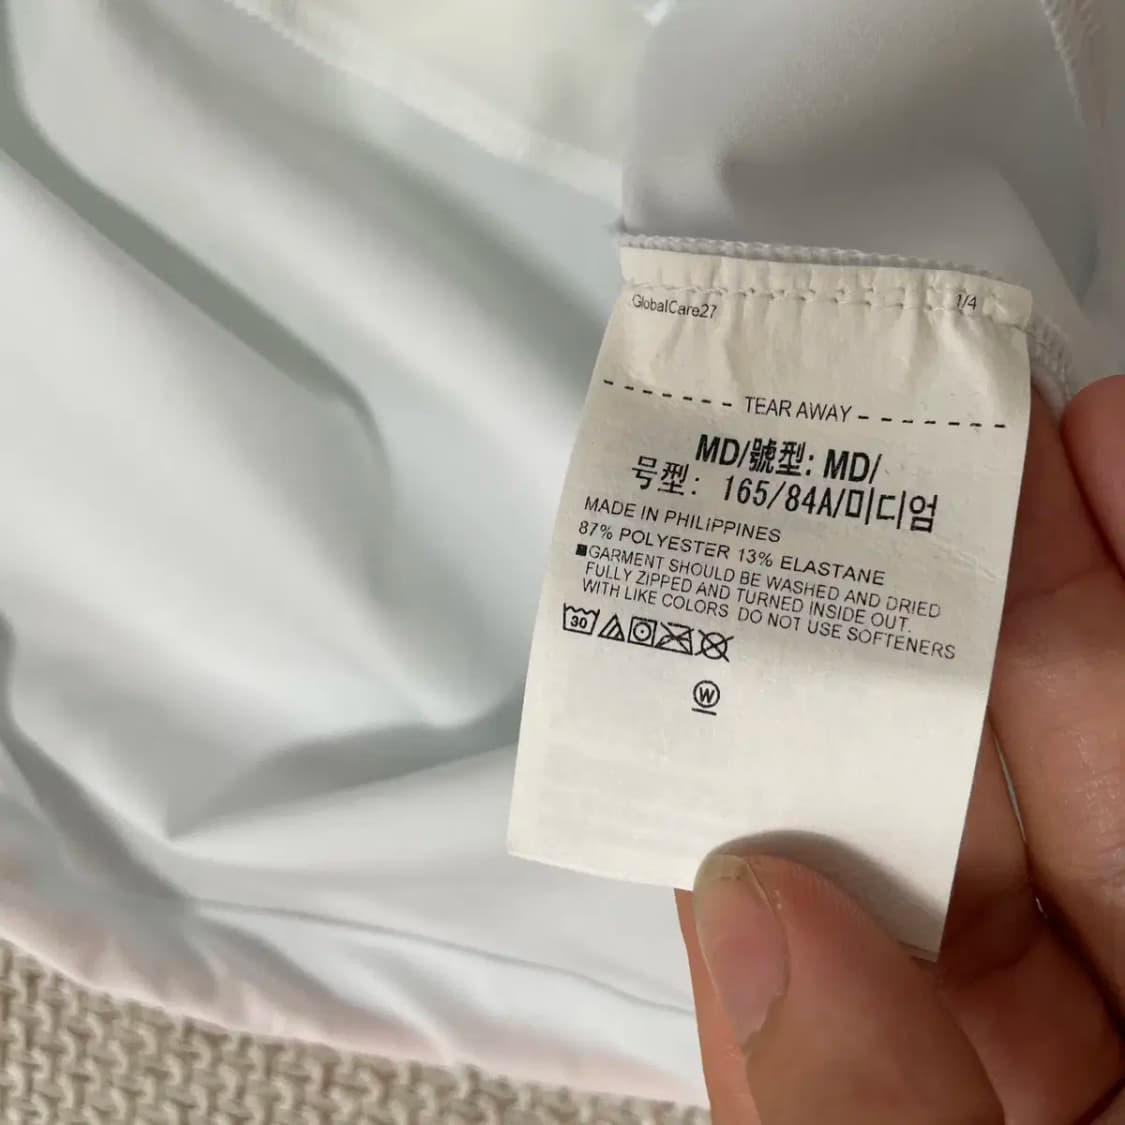 GlobalCare27 1/4
TEAR AWAY
MD/號型: MD/
号型: 165/84A/미디엄
MADE IN PHILIPPINES
87% POLYESTER 13% ELASTANE
■GARMENT SHOULD BE WASHED AND DRIED
FULLY ZIPPED AND TURNED INSIDE OUT.
WITH LIKE COLORS DO NOT USE SOFTENERS
30
W